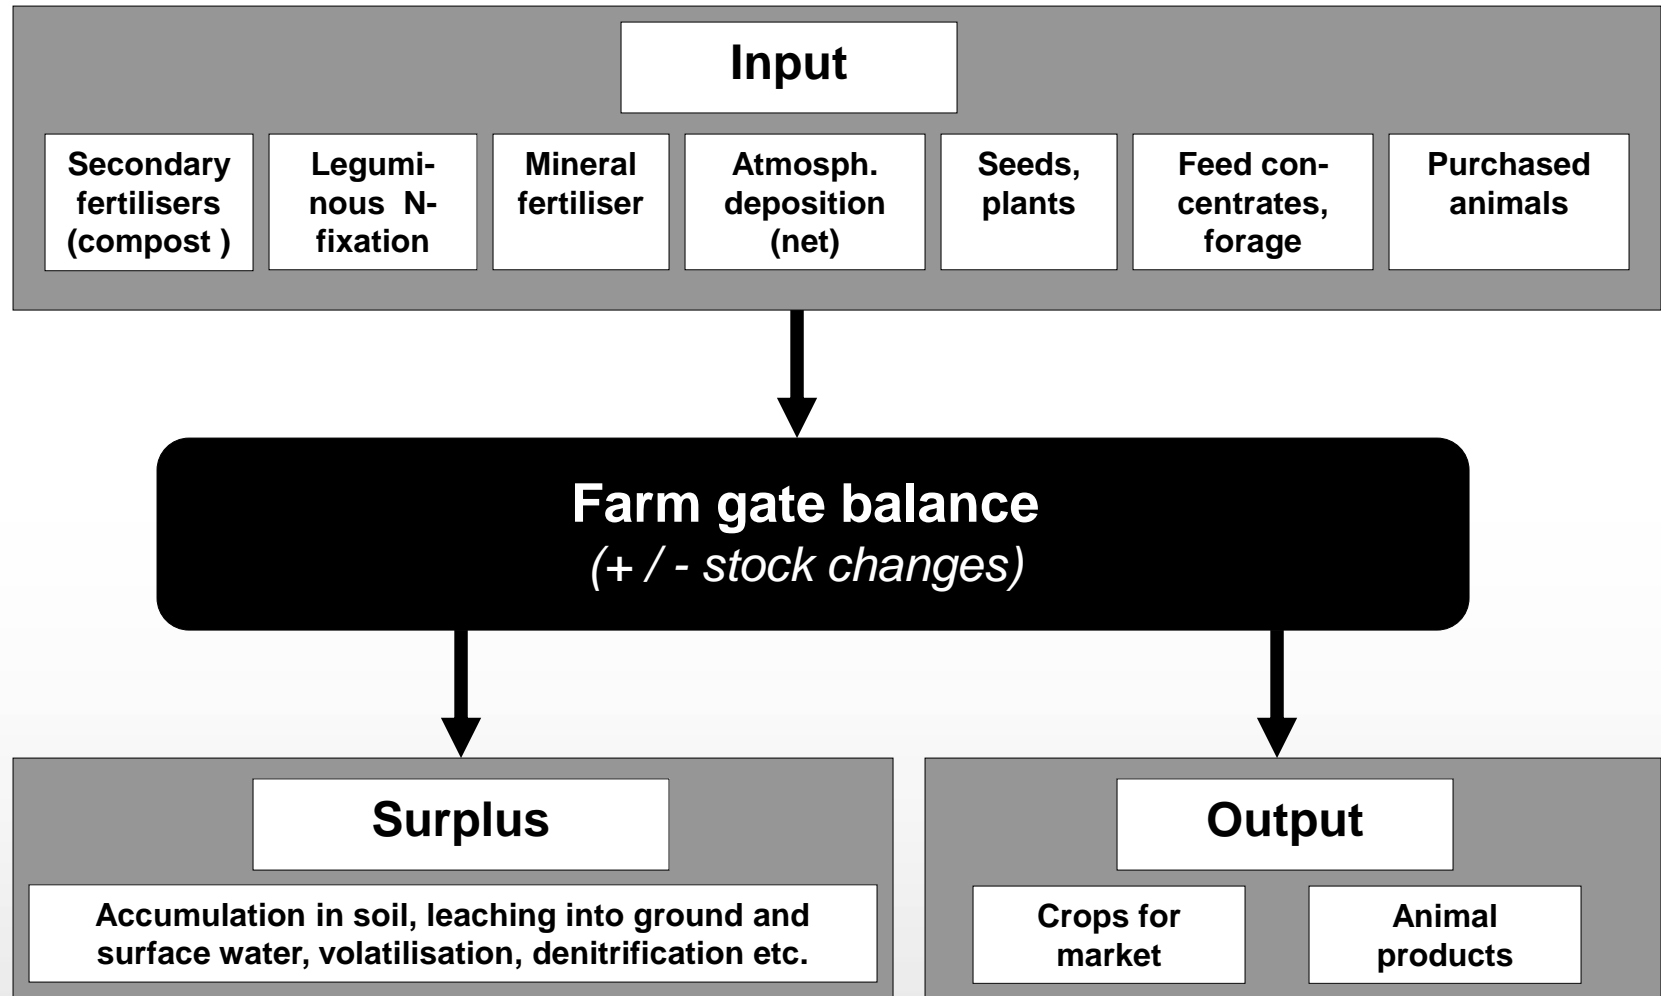 Input
Secondary
fertilisers
(compost )
Legumi-
nous N-
fixation
Mineral
fertiliser
Atmosph.
deposition
(net)
Seeds,
plants
Feed con-
centrates,
forage
Purchased
animals
Farm gate balance
(+ / - stock changes)
Surplus
Accumulation in soil, leaching into ground and
surface water, volatilisation, denitrification etc.
Output
Crops for
market
Animal
products